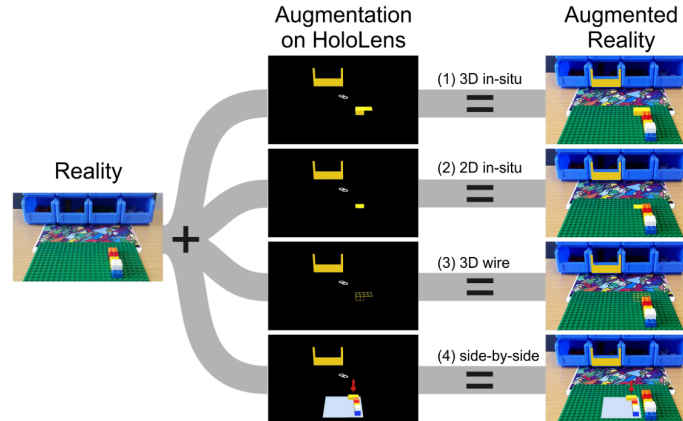 Augmentation
on HoloLens
Augmented
Reality
Reality
+
(1) 3D in-situ
=
(2) 2D in-situ
=
(3) 3D wire
=
(4) side-by-side
=